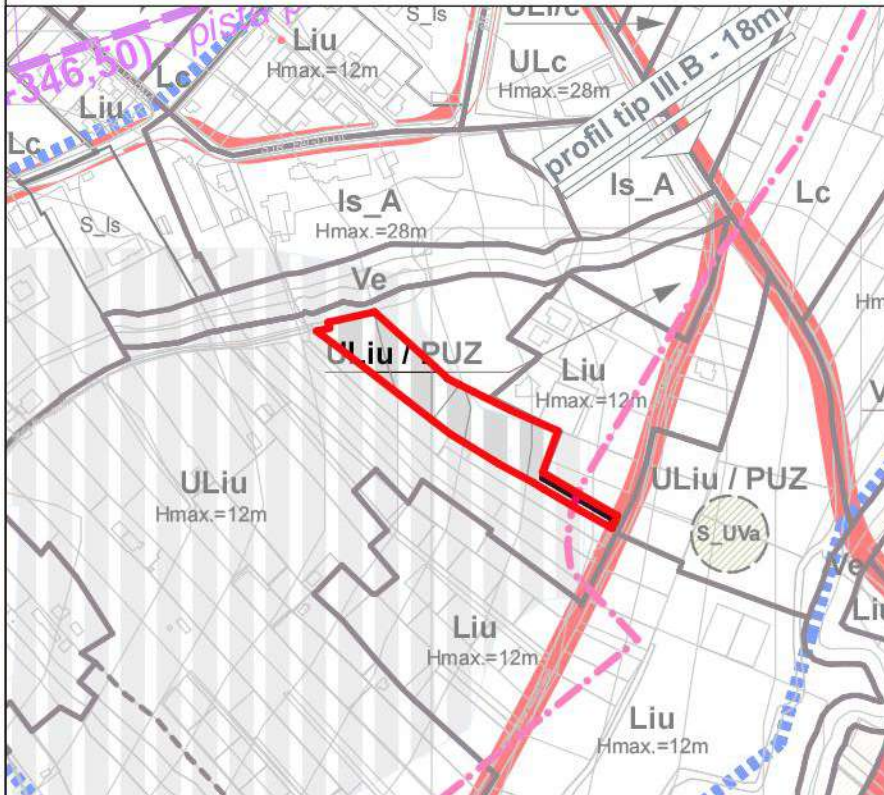 S_Is
ULI/c
Liu
Hmax.=12m
ULc
Hmax.=28m
+346,50) - pista
Lc
Liu
profil tip III.B - 18m
Lc
S_Is
Is_A
Hmax.=28m
Is_A
Lc
Ve
ULiu / PUZ
Liu
Hmax.=12m
ULiu
Hmax.=12m
ULiu / PUZ
S_UVa
Ve
Liu
Hmax.=12m
Liu
Hmax.=12m